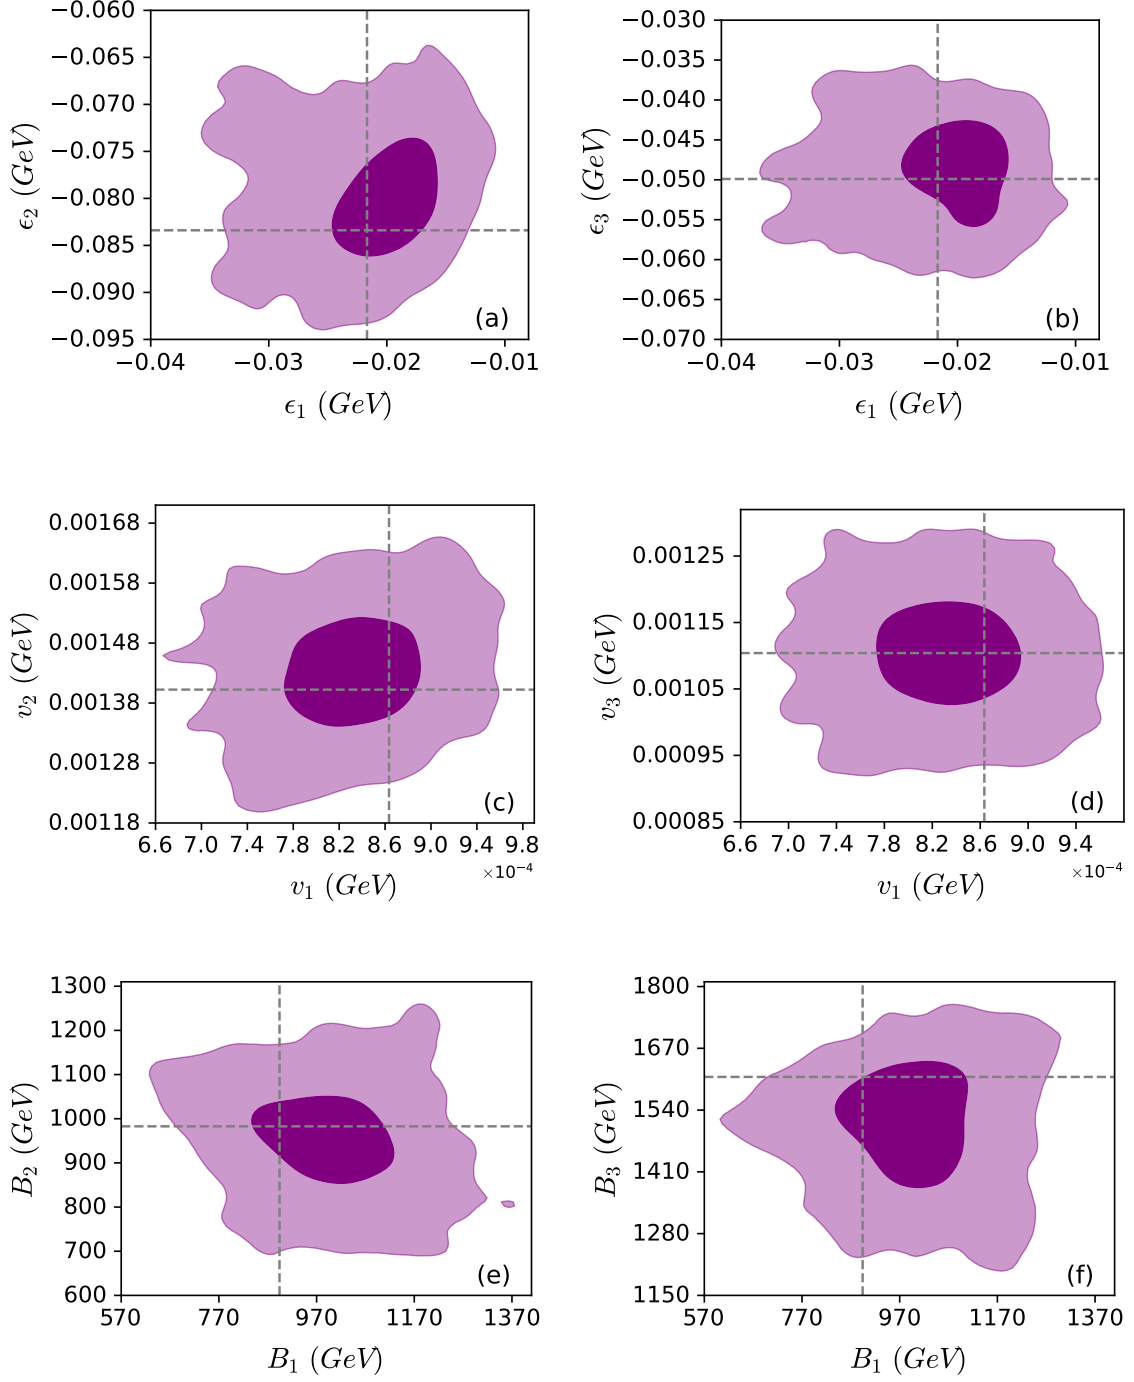 −0.060
−0.065
−0.070
−0.075
−0.080
−0.085
−0.090
−0.095
ϵ₂ (GeV)
(a)
−0.04 −0.03 −0.02 −0.01
ϵ₁ (GeV)
−0.030
−0.035
−0.040
−0.045
−0.050
−0.055
−0.060
−0.065
−0.070
ϵ₃ (GeV)
(b)
−0.04 −0.03 −0.02 −0.01
ϵ₁ (GeV)
0.00168
0.00158
0.00148
0.00138
0.00128
0.00118
v₂ (GeV)
(c)
6.6 7.0 7.8 8.2 8.6 9.0 9.4 9.8
×10⁻⁴
v₁ (GeV)
0.00125
0.00115
0.00105
0.00095
0.00085
v₃ (GeV)
(d)
6.6 7.0 7.8 8.2 8.6 9.0 9.4
×10⁻⁴
v₁ (GeV)
1300
1200
1100
1000
900
800
700
600
B₂ (GeV)
(e)
570 770 970 1170 1370
B₁ (GeV)
1800
1670
1540
1410
1280
1150
B₃ (GeV)
(f)
570 770 970 1170 1370
B₁ (GeV)